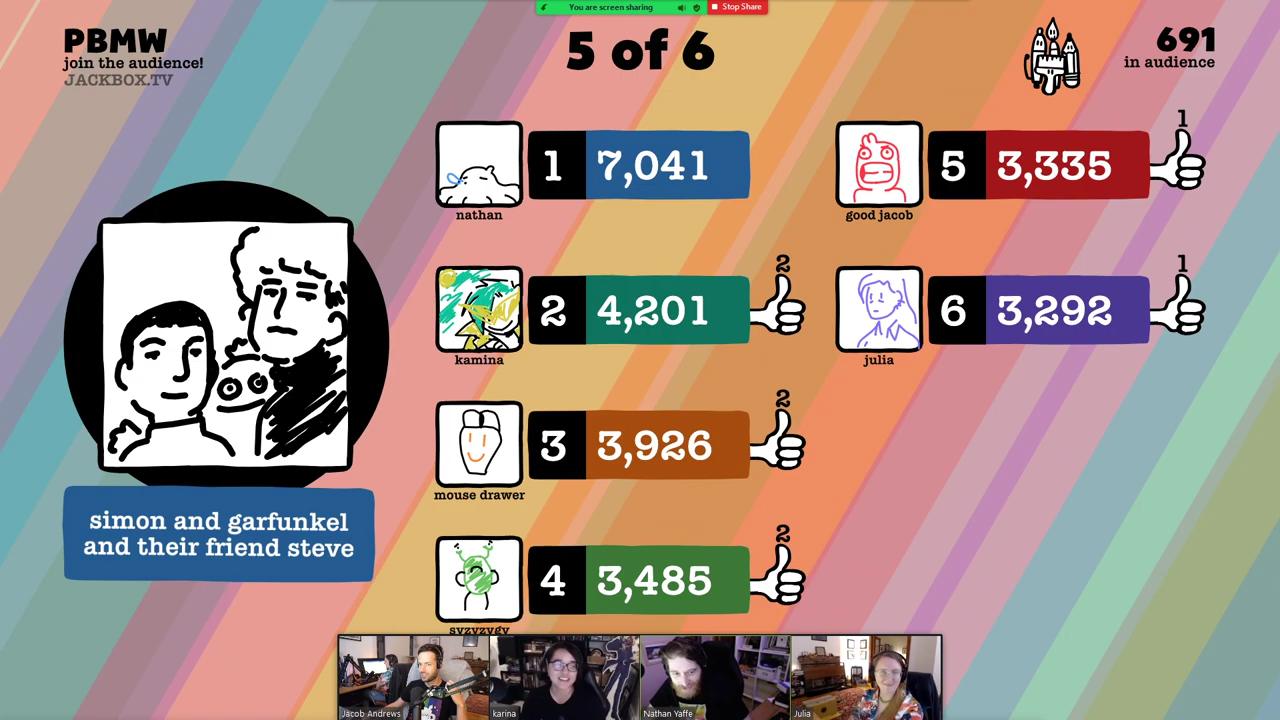 You are screen sharing
Stop Share
PBMW
join the audience!
JACKBOX.TV
5 of 6
691
in audience
simon and garfunkel
and their friend steve
1 7,041
nathan
2 4,201 2
kamina
3 3,926 2
mouse drawer
4 3,485 2
5 3,335 1
good jacob
6 3,292 1
julia
Jacob Andrews
karina
Nathan Yaffe
Julia